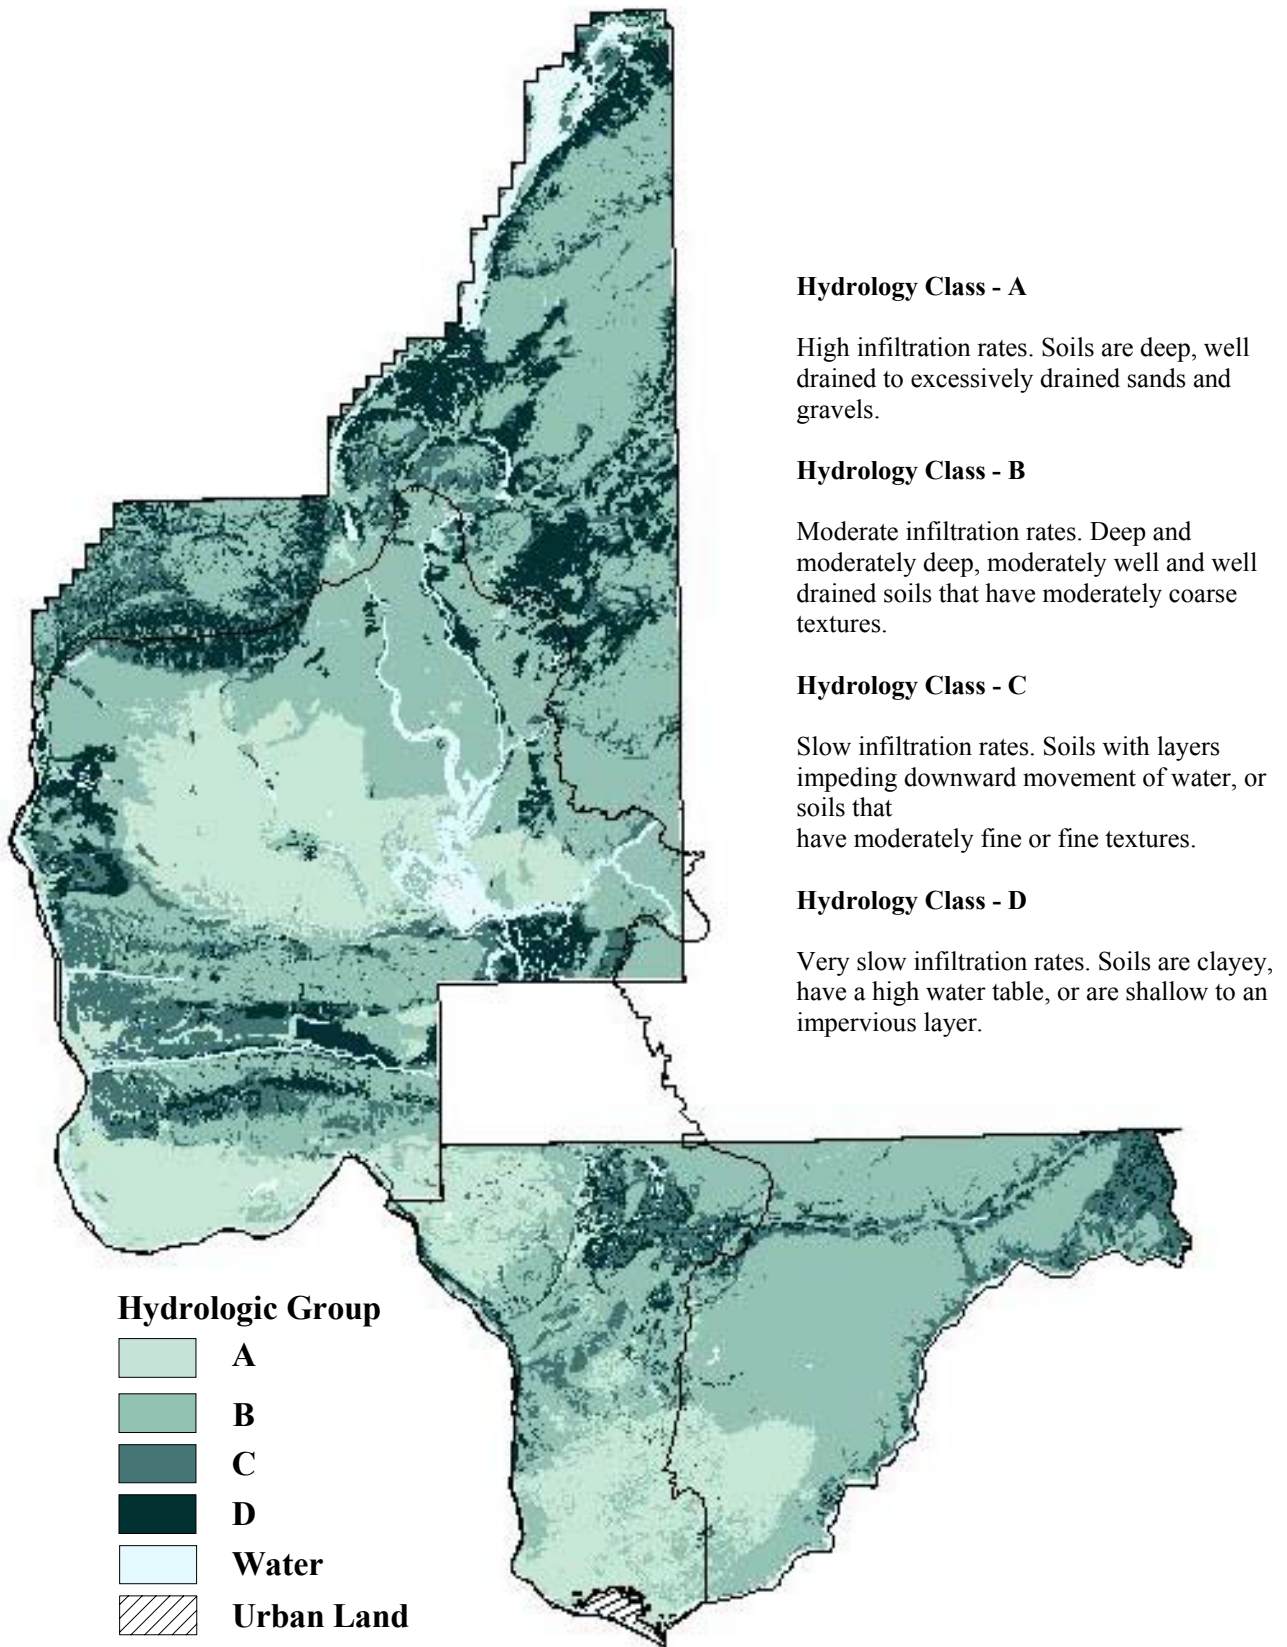 Hydrology Class - A
High infiltration rates. Soils are deep, well
drained to excessively drained sands and
gravels.
Hydrology Class - B
Moderate infiltration rates. Deep and
moderately deep, moderately well and well
drained soils that have moderately coarse
textures.
Hydrology Class - C
Slow infiltration rates. Soils with layers
impeding downward movement of water, or
soils that
have moderately fine or fine textures.
Hydrology Class - D
Very slow infiltration rates. Soils are clayey,
have a high water table, or are shallow to an
impervious layer.
Hydrologic Group
A
B
C
D
Water
Urban Land